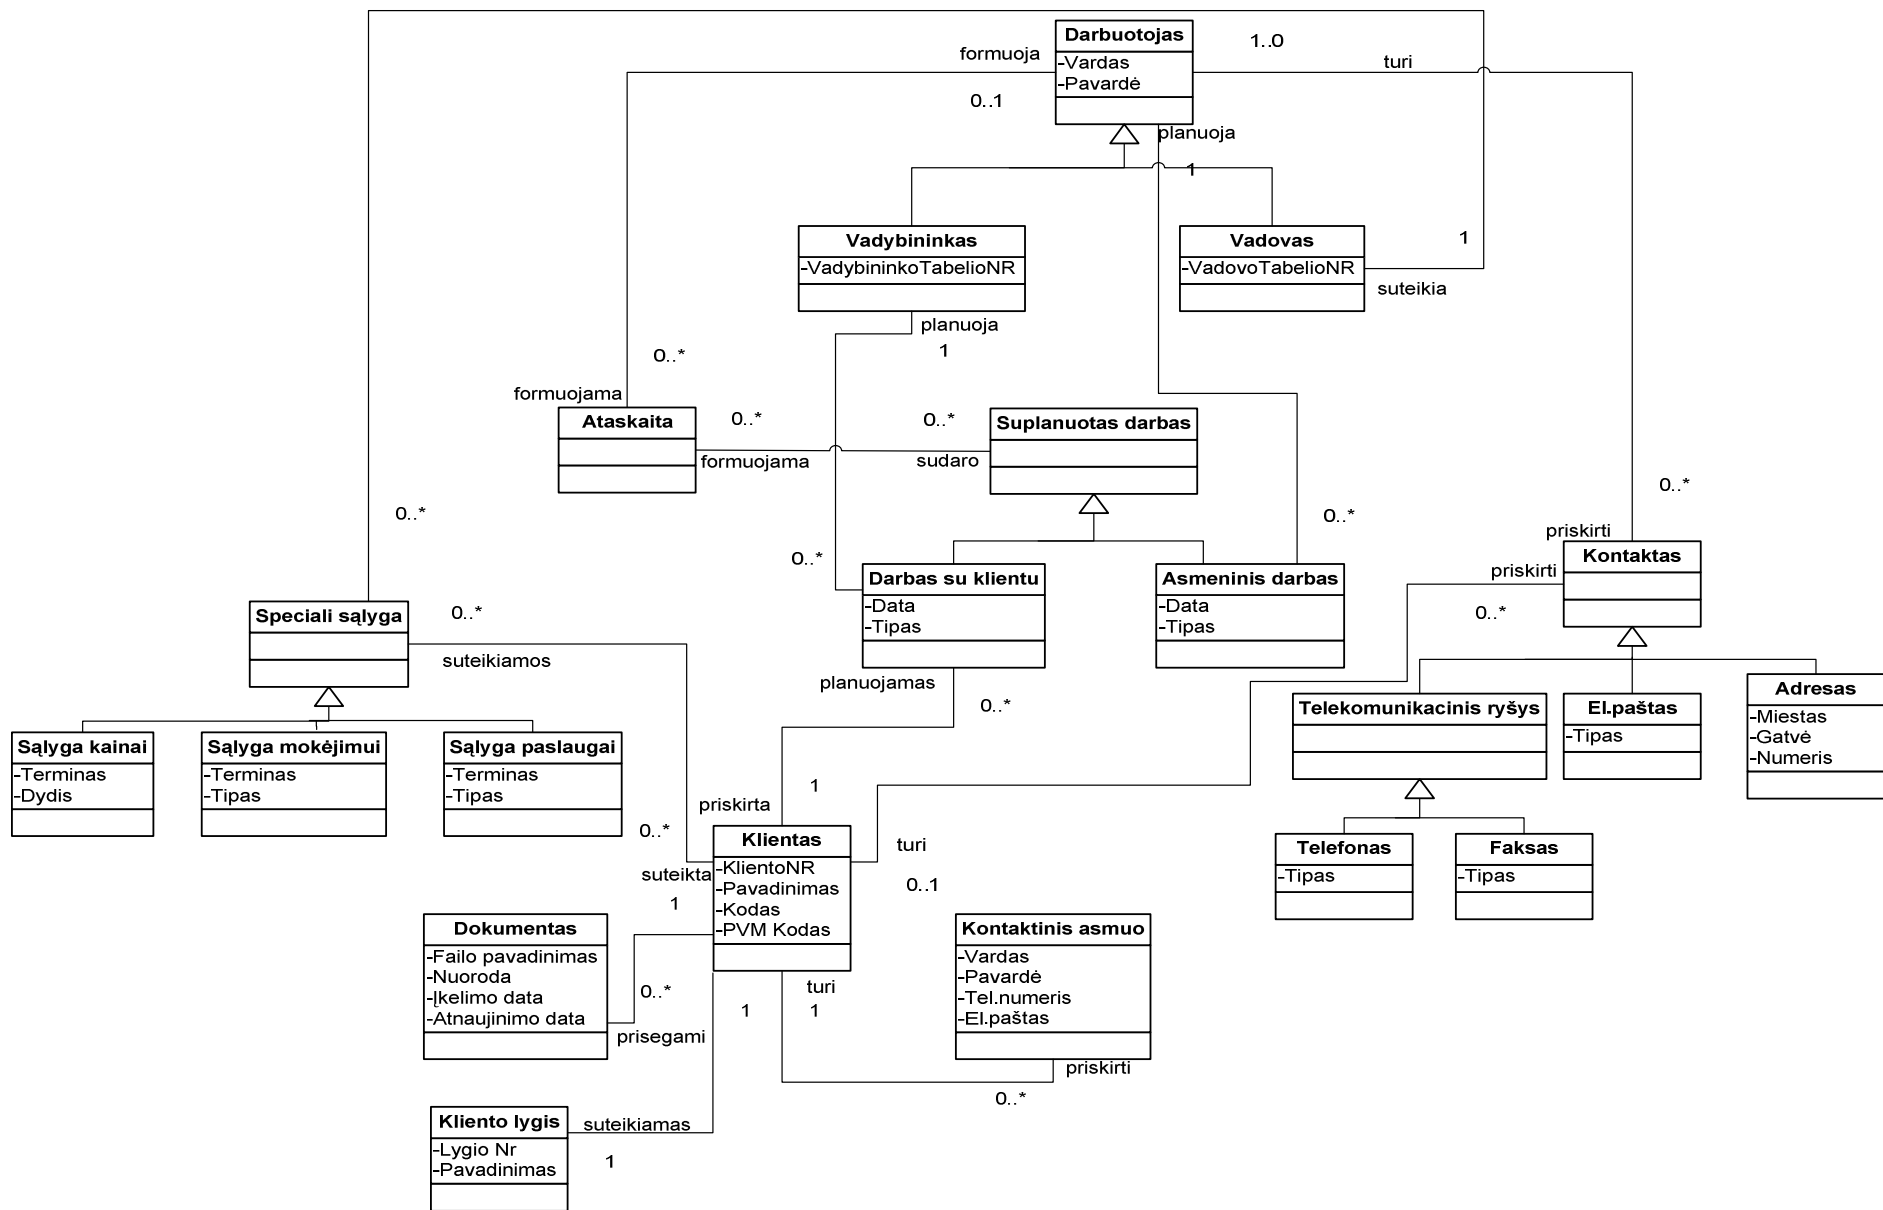 Darbuotojas
-Vardas
-Pavardė
formuoja
0..1
1..0
turi
planuoja
1
Vadybininkas
-VadybininkoTabelioNR
Vadovas
-VadovoTabelioNR
1
suteikia
planuoja
1
0..*
formuojama
Ataskaita
0..*
formuojama
0..*
sudaro
Suplanuotas darbas
0..*
0..*
0..*
0..*
priskirti
Kontaktas
priskirti
0..*
Darbas su klientu
-Data
-Tipas
Asmeninis darbas
-Data
-Tipas
Speciali sąlyga
0..*
suteikiamos
planuojamas
0..*
Telekomunikacinis ryšys
El.paštas
-Tipas
Adresas
-Miestas
-Gatvė
-Numeris
Sąlyga kainai
-Terminas
-Dydis
Sąlyga mokėjimui
-Terminas
-Tipas
Sąlyga paslaugai
-Terminas
-Tipas
1
priskirta
0..*
suteikta
1
Klientas
-KlientoNR
-Pavadinimas
-Kodas
-PVM Kodas
turi
0..1
Telefonas
-Tipas
Faksas
-Tipas
Dokumentas
-Failo pavadinimas
-Nuoroda
-Įkelimo data
-Atnaujinimo data
0..*
prisegami
1
turi
1
Kontaktinis asmuo
-Vardas
-Pavardė
-Tel.numeris
-El.paštas
priskirti
0..*
Kliento lygis
-Lygio Nr
-Pavadinimas
suteikiamas
1